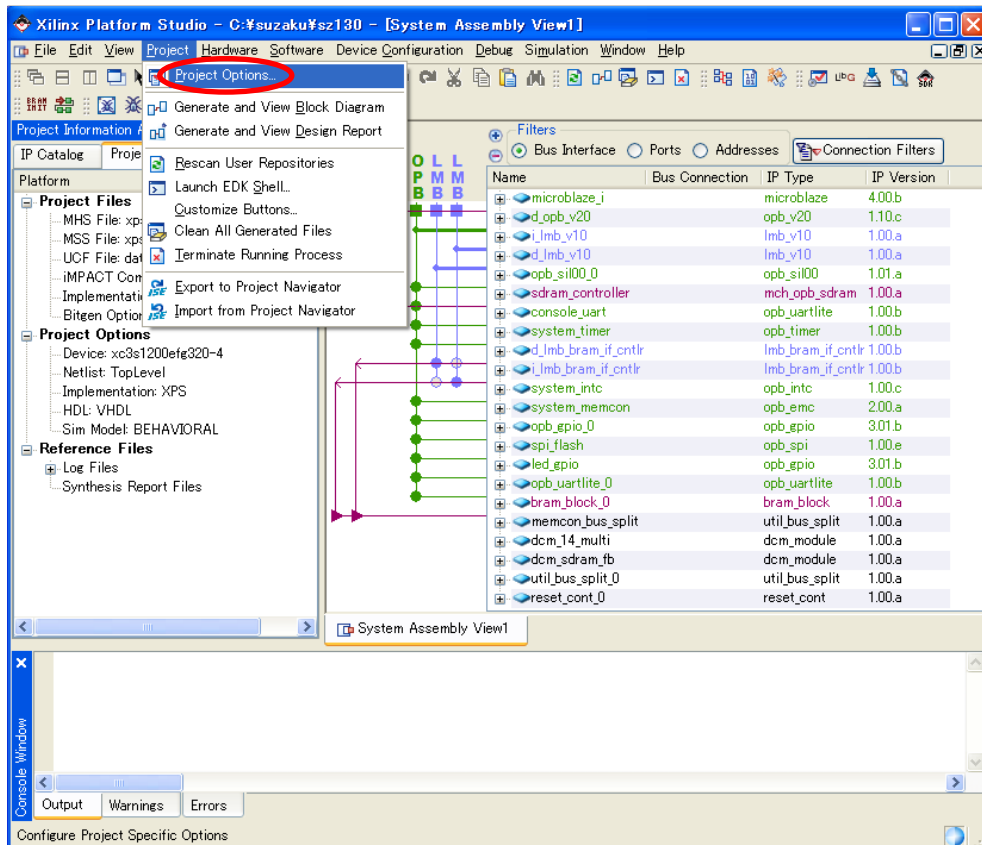 Xilinx Platform Studio - C:¥suzaku¥sz130 - [System Assembly View1]
File Edit View Project Hardware Software Device Configuration Debug Simulation Window Help
Project Options...
Generate and View Block Diagram
Generate and View Design Report
Rescan User Repositories
Launch EDK Shell...
Customize Buttons...
Clean All Generated Files
Terminate Running Process
Export to Project Navigator
Import from Project Navigator
Project Information
IP Catalog
Platform
Project Files
MHS File:
MSS File:
UCF File:
iMPACT
Bitgen
Project Options
Device: xc3s1200efg320-4
Netlist: TopLevel
Implementation: XPS
HDL: VHDL
Sim Model: BEHAVIORAL
Reference Files
Log Files
Synthesis Report Files
O L L
P M M
B B B
Filters
Bus Interface Ports Addresses Connection Filters
Name Bus Connection IP Type IP Version
microblaze_i microblaze 4.00.b
d_opb_v20 opb_v20 1.10.c
i_lmb_v10 lmb_v10 1.00.a
d_lmb_v10 lmb_v10 1.00.a
opb_sil00_0 opb_sil00 1.01.a
sdram_controller mch_opb_sdram 1.00.a
console_uart opb_uartlite 1.00.b
system_timer opb_timer 1.00.b
d_lmb_bram_if_cntlr lmb_bram_if_cntlr 1.00.b
i_lmb_bram_if_cntlr lmb_bram_if_cntlr 1.00.b
system_intc opb_intc 1.00.c
system_memcon opb_emc 2.00.a
opb_gpio_0 opb_gpio 3.01.b
spi_flash opb_spi 1.00.e
led_gpio opb_gpio 3.01.b
opb_uartlite_0 opb_uartlite 1.00.b
bram_block_0 bram_block 1.00.a
memcon_bus_split util_bus_split 1.00.a
dcm_14_multi dcm_module 1.00.a
dcm_sdram_fb dcm_module 1.00.a
util_bus_split_0 util_bus_split 1.00.a
reset_cont_0 reset_cont 1.00.a
System Assembly View1
Console Window
Output Warnings Errors
Configure Project Specific Options